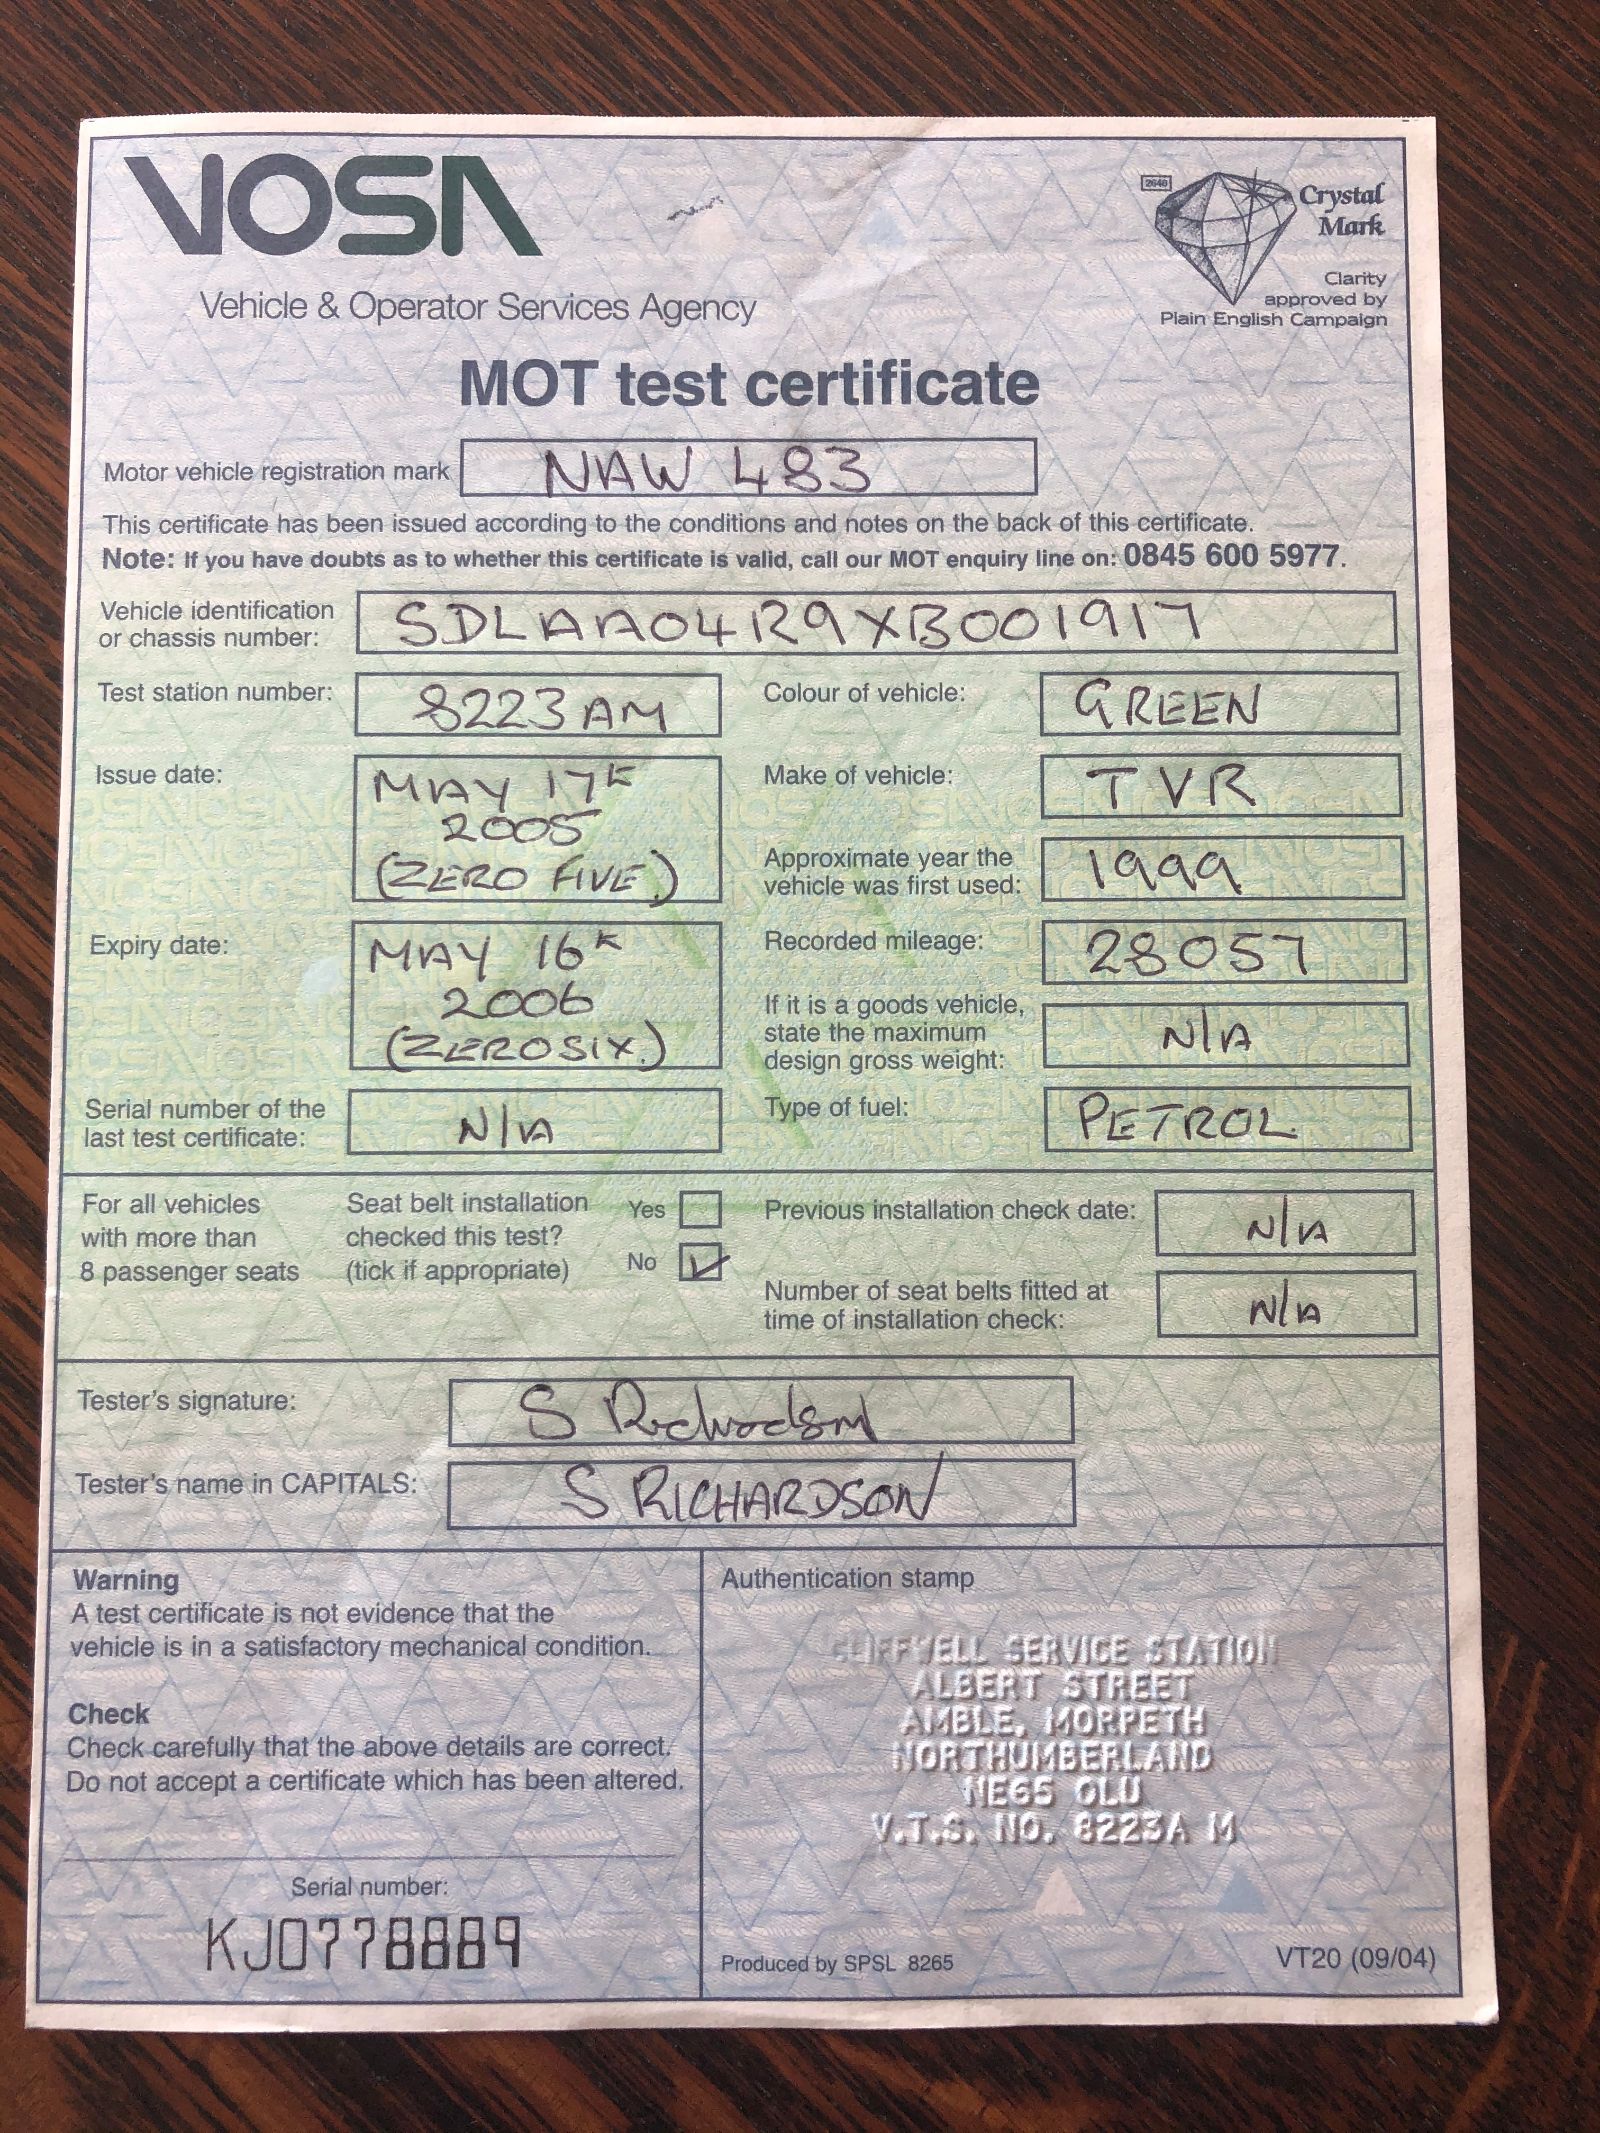 VOSA
Vehicle & Operator Services Agency
2648
Crystal
Mark
Clarity
approved by
Plain English Campaign
MOT test certificate
Motor vehicle registration mark NAW 483
This certificate has been issued according to the conditions and notes on the back of this certificate.
Note: If you have doubts as to whether this certificate is valid, call our MOT enquiry line on: 0845 600 5977.
Vehicle identification
or chassis number: SDLAA04R9XB001917
Test station number: 8223AM
Colour of vehicle: GREEN
Issue date: MAY 17th
2005
(ZERO FIVE.)
Make of vehicle: TVR
Approximate year the
vehicle was first used: 1999
Expiry date: MAY 16th
2006
(ZERO SIX.)
Recorded mileage: 28057
If it is a goods vehicle,
state the maximum
design gross weight: N/A
Serial number of the
last test certificate: N/A
Type of fuel: PETROL
For all vehicles
with more than
8 passenger seats
Seat belt installation
checked this test?
(tick if appropriate)
Yes
No
Previous installation check date: N/A
Number of seat belts fitted at
time of installation check: N/A
Tester's signature: S Richardson
Tester's name in CAPITALS: S RICHARDSON
Warning
A test certificate is not evidence that the
vehicle is in a satisfactory mechanical condition.
Check
Check carefully that the above details are correct.
Do not accept a certificate which has been altered.
Serial number:
KJ0778889
Authentication stamp
SERVICE STATION
ALBERT STREET
AMBLE, MORPETH
NORTHUMBERLAND
NE65 0LU
V.T.S. NO. 8223A M
Produced by SPSL 8265
VT20 (09/04)